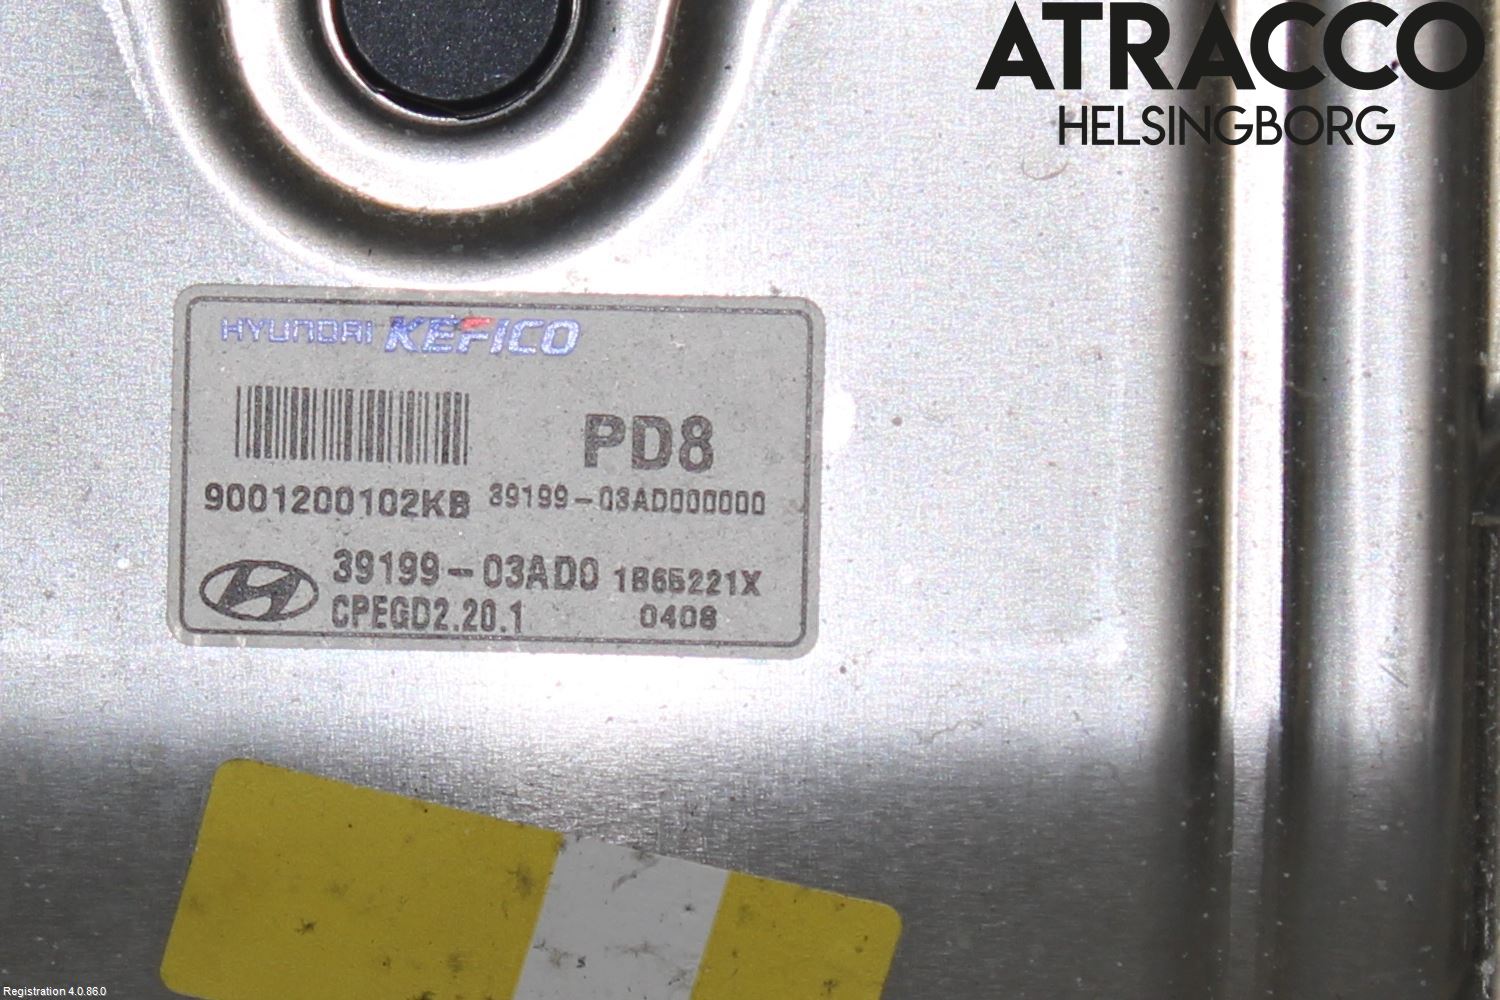 ATRACCO
HELSINGBORG
HYUNDAI KEFICO
PD8
9001200102KB 39199-03AD000000
39199-03AD0 1B65221X
CPEGD2.20.1 0408
Registration 4.0.86.0